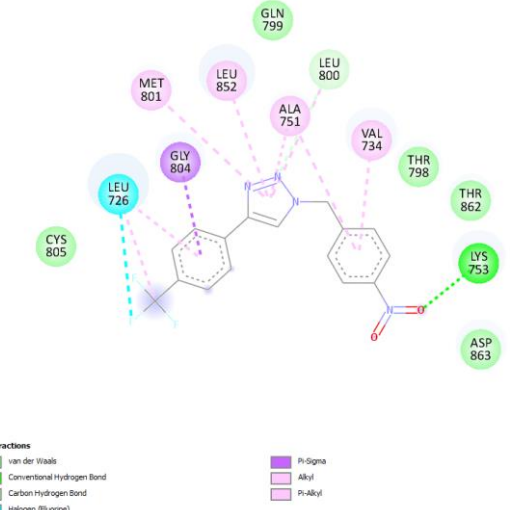 GLN
799
LEU
800
LEU
852
MET
801
ALA
751
VAL
734
GLY
804
THR
798
LEU
726
THR
862
N
N
N
CYS
805
LYS
753
F
N
O
O
F
F
ASP
863
ractions
van der Waals
Conventional Hydrogen Bond
Carbon Hydrogen Bond
Halogen (Fluorine)
Pi-Sigma
Alkyl
Pi-Alkyl